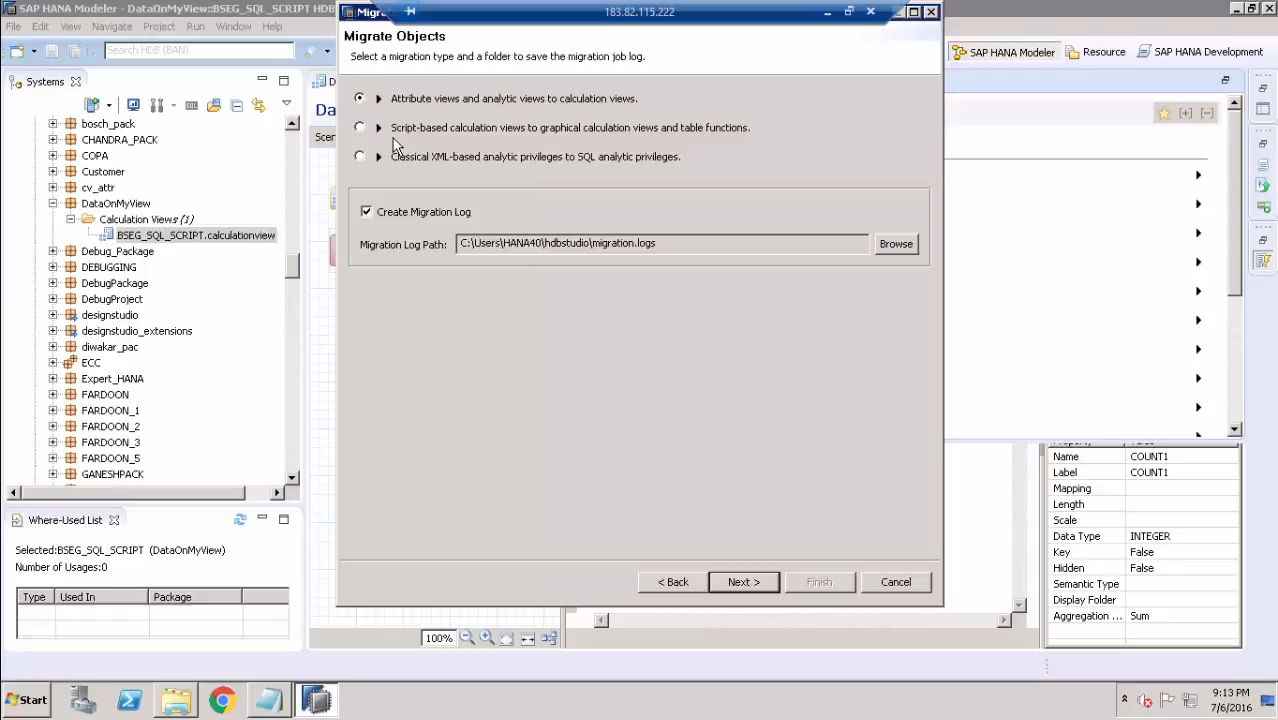 SAP HANA Modeler - DataOnMyView - BSEG_SQL_SCRIPT HDB
183.82.115.222
File Edit View Navigate Project Run Window Help
Search HDB (BAN)
SAP HANA Modeler
Resource
SAP HANA Development
Systems
Migrate Objects
Select a migration type and a folder to save the migration job log.
Attribute views and analytic views to calculation views.
Script-based calculation views to graphical calculation views and table functions.
Classical XML-based analytic privileges to SQL analytic privileges.
Create Migration Log
Migration Log Path:
C:\Users\HANA40\hdbstudio\migration.logs
Browse
< Back
Next >
Finish
Cancel
bosch_pack
CHANDRA_PACK
COPA
Customer
cv_attr
DataOnMyView
Calculation Views (1)
BSEG_SQL_SCRIPT.calculationview
Debug_Package
DEBUGGING
DebugPackage
DebugProject
designstudio
designstudio_extensions
diwakar_pac
ECC
Expert_HANA
FARDOON
FARDOON_1
FARDOON_2
FARDOON_3
FARDOON_5
GANESHPACK
Where-Used List
Selected:BSEG_SQL_SCRIPT (DataOnMyView)
Number of Usages:0
Type Used In Package
Name COUNT1
Label COUNT1
Mapping
Length
Scale
Data Type INTEGER
Key False
Hidden False
Semantic Type
Display Folder
Aggregation ... Sum
100%
Start
9:13 PM
7/6/2016